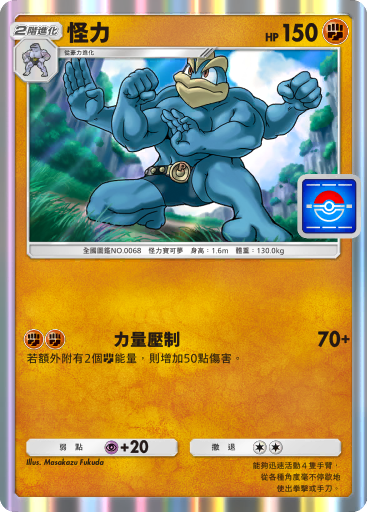 2階進化
怪力
HP 150
從豪力進化
全國圖鑑NO.0068 怪力寶可夢 身高：1.6m 體重：130.0kg
力量壓制 70+
若額外附有2個能量，則增加50點傷害。
弱點 +20 撤退
Illus. Masakazu Fukuda
能夠迅速活動４隻手臂，
從各種角度毫不停歇地
使出拳擊或手刀。